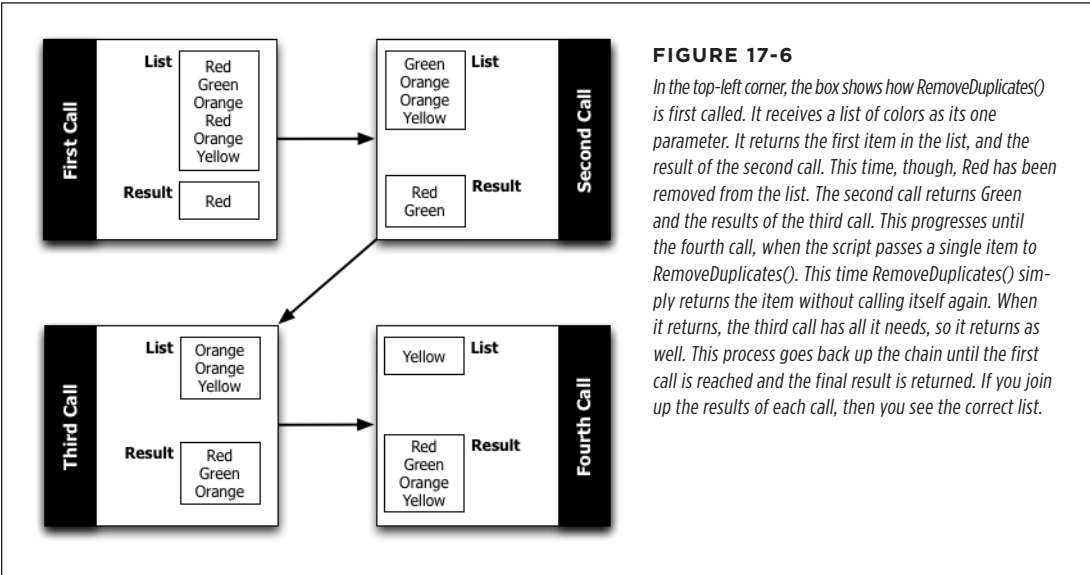 First Call
List
Red
Green
Orange
Red
Orange
Yellow
Result
Red
Second Call
List
Green
Orange
Orange
Yellow
Result
Red
Green
Third Call
List
Orange
Orange
Yellow
Result
Red
Green
Orange
Fourth Call
List
Yellow
Result
Red
Green
Orange
Yellow
FIGURE 17-6
In the top-left corner, the box shows how RemoveDuplicates()
is first called. It receives a list of colors as its one
parameter. It returns the first item in the list, and the
result of the second call. This time, though, Red has been
removed from the list. The second call returns Green
and the results of the third call. This progresses until
the fourth call, when the script passes a single item to
RemoveDuplicates(). This time RemoveDuplicates() sim-
ply returns the item without calling itself again. When
it returns, the third call has all it needs, so it returns as
well. This process goes back up the chain until the first
call is reached and the final result is returned. If you join
up the results of each call, then you see the correct list.